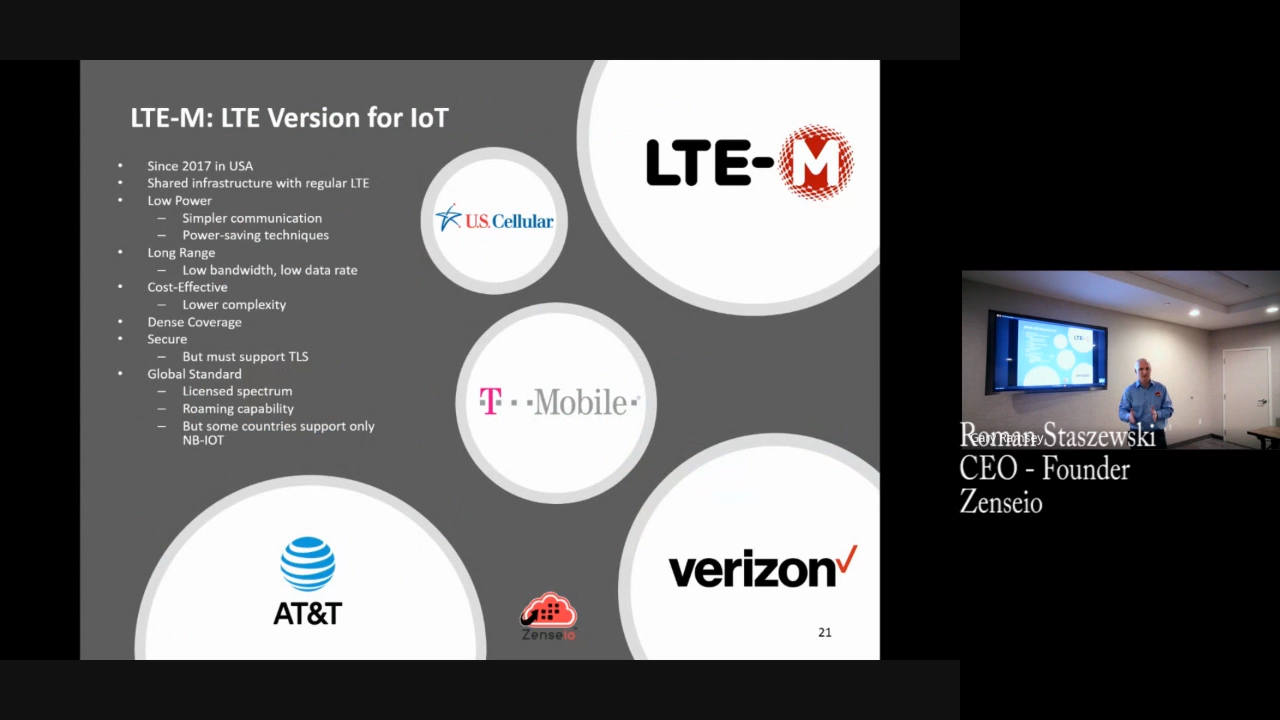 LTE-M: LTE Version for IoT
• Since 2017 in USA
• Shared infrastructure with regular LTE
• Low Power
– Simpler communication
– Power-saving techniques
• Long Range
– Low bandwidth, low data rate
• Cost-Effective
– Lower complexity
• Dense Coverage
• Secure
– But must support TLS
• Global Standard
– Licensed spectrum
– Roaming capability
– But some countries support only
NB-IOT
LTE-M
U.S. Cellular
T··Mobile·
AT&T
verizon
Zenseio
21
Gary Ramsey
Roman Staszewski
CEO - Founder
Zenseio